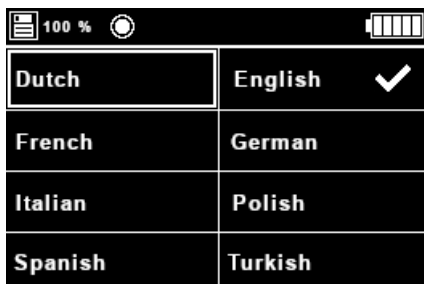 100 %
Dutch English
French German
Italian Polish
Spanish Turkish